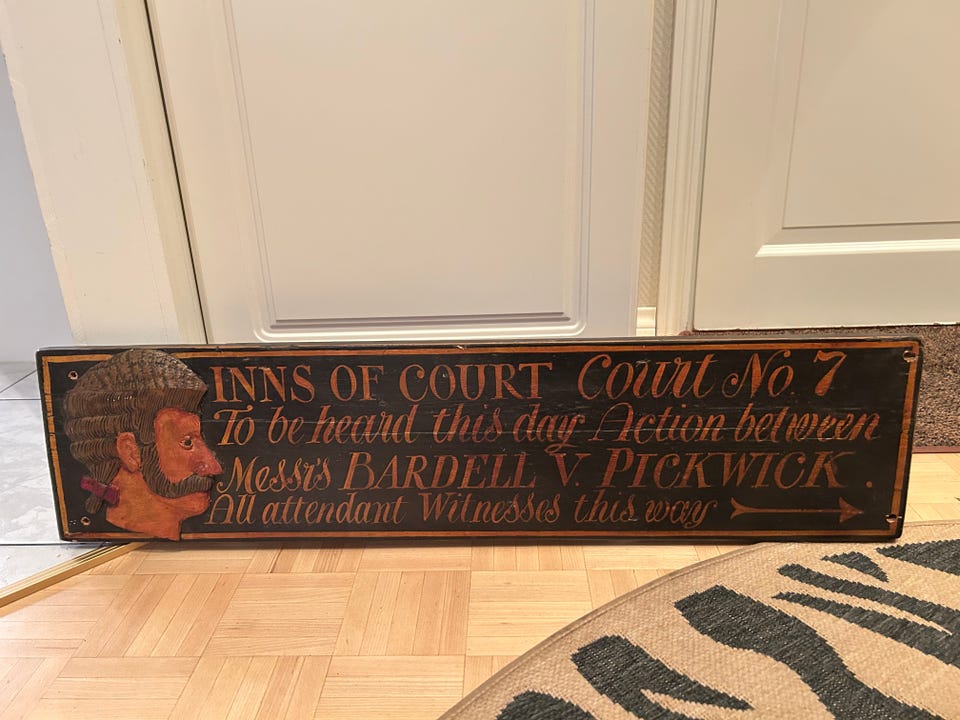 INNS OF COURT Court No 7
To be heard this day Action between
Messrs BARDELL V. PICKWICK.
All attendant Witnesses this way